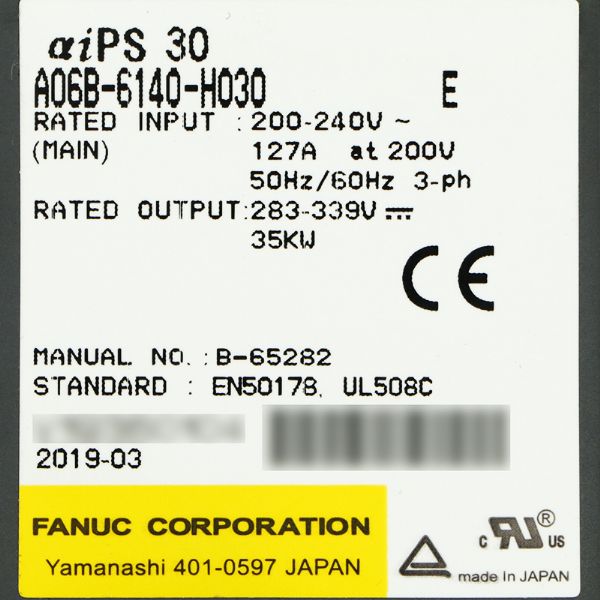 αiPS 30
A06B-6140-H030 E
RATED INPUT : 200-240V ~
(MAIN) 127A at 200V
50Hz/60Hz 3-ph
RATED OUTPUT: 283-339V ⎓
35KW
CE
MANUAL NO. : B-65282
STANDARD : EN50178, UL508C
2019-03
FANUC CORPORATION
Yamanashi 401-0597 JAPAN
c RU ® US
made in JAPAN